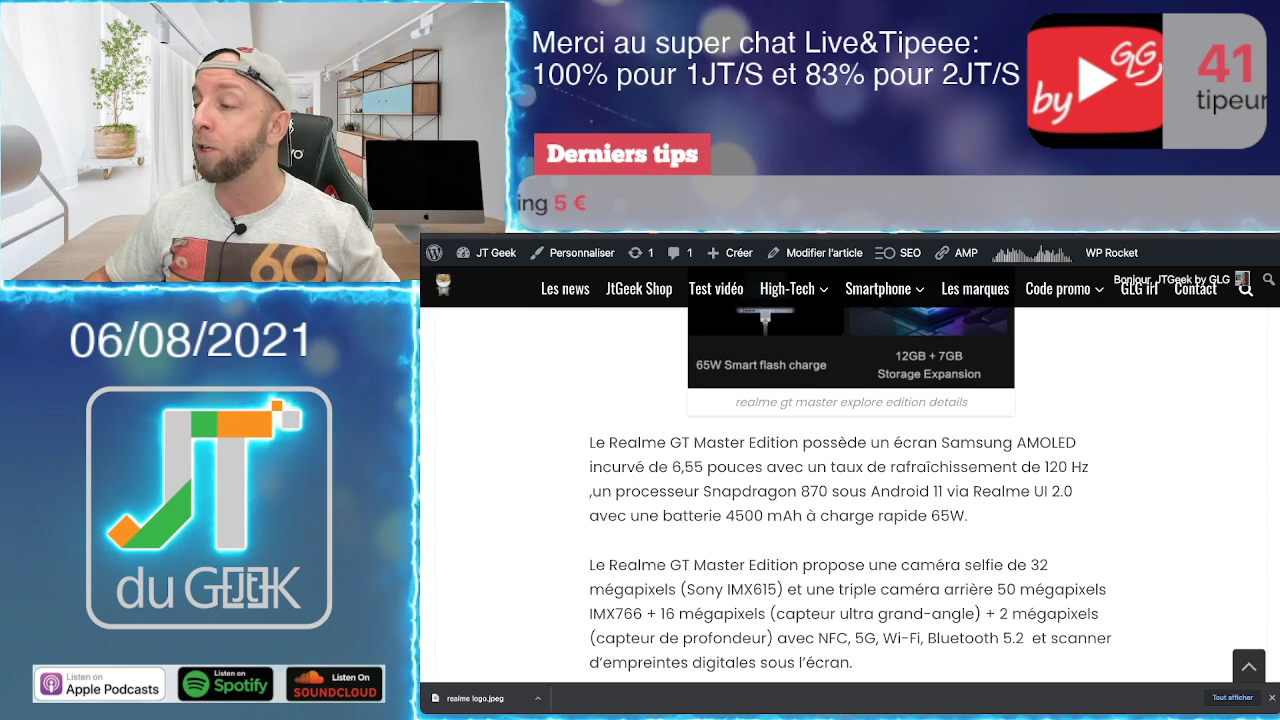 Merci au super chat Live&Tipeee:
100% pour 1JT/S et 83% pour 2JT/S
by GLG
41
tipeur
Derniers tips
ing 5 €
60
JT Geek Personnaliser 1 1 Créer Modifier l'article SEO AMP WP Rocket
Bonjour, JTGeek by GLG
Les news JtGeek Shop Test vidéo High-Tech Smartphone Les marques Code promo GLG Contact
65W Smart flash charge
12GB + 7GB
Storage Expansion
realme gt master explore edition details
Le Realme GT Master Edition possède un écran Samsung AMOLED
incurvé de 6,55 pouces avec un taux de rafraîchissement de 120 Hz
,un processeur Snapdragon 870 sous Android 11 via Realme UI 2.0
avec une batterie 4500 mAh à charge rapide 65W.
Le Realme GT Master Edition propose une caméra selfie de 32
mégapixels (Sony IMX615) et une triple caméra arrière 50 mégapixels
IMX766 + 16 mégapixels (capteur ultra grand-angle) + 2 mégapixels
(capteur de profondeur) avec NFC, 5G, Wi-Fi, Bluetooth 5.2 et scanner
d'empreintes digitales sous l'écran.
realme logo.jpeg
Tout afficher
06/08/2021
JT
du GEEK
Listen on
Apple Podcasts
Listen on
Spotify
Listen On
SOUNDCLOUD